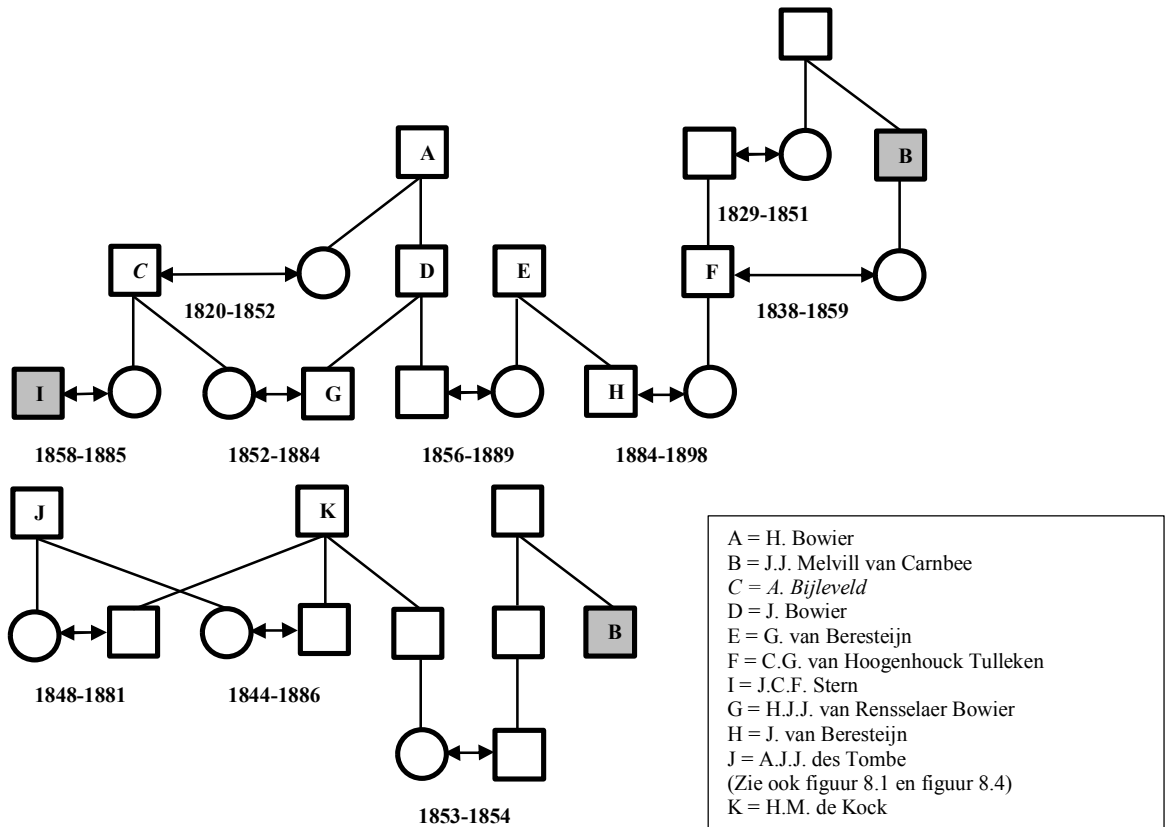 B
A
1829-1851
C
D
E
F
1820-1852
1838-1859
I
G
H
1858-1885
1852-1884
1856-1889
1884-1898
J
K
B
1848-1881
1844-1886
1853-1854
A = H. Bowier
B = J.J. Melvill van Carnbee
C = A. Bijleveld
D = J. Bowier
E = G. van Beresteijn
F = C.G. van Hoogenhouck Tulleken
I = J.C.F. Stern
G = H.J.J. van Rensselaer Bowier
H = J. van Beresteijn
J = A.J.J. des Tombe
(Zie ook figuur 8.1 en figuur 8.4)
K = H.M. de Kock